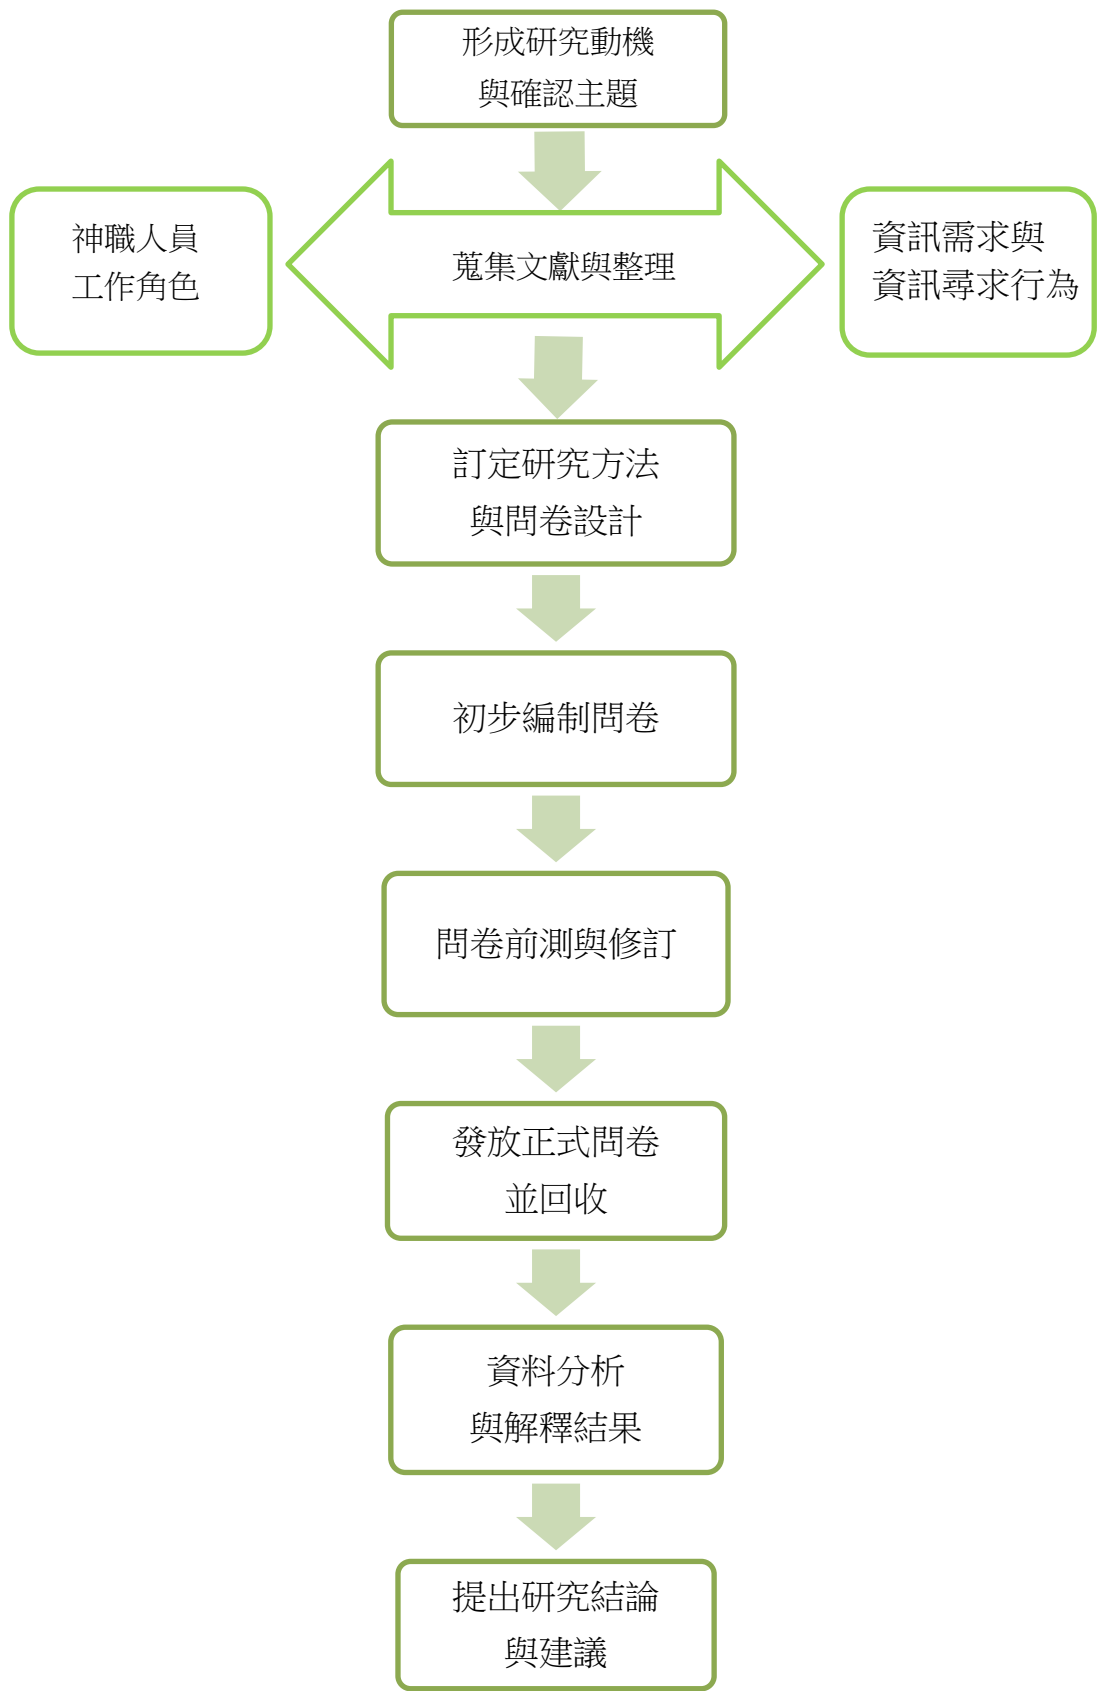 形成研究動機
與確認主題
神職人員
工作角色
蒐集文獻與整理
資訊需求與
資訊尋求行為
訂定研究方法
與問卷設計
初步編制問卷
問卷前測與修訂
發放正式問卷
並回收
資料分析
與解釋結果
提出研究結論
與建議